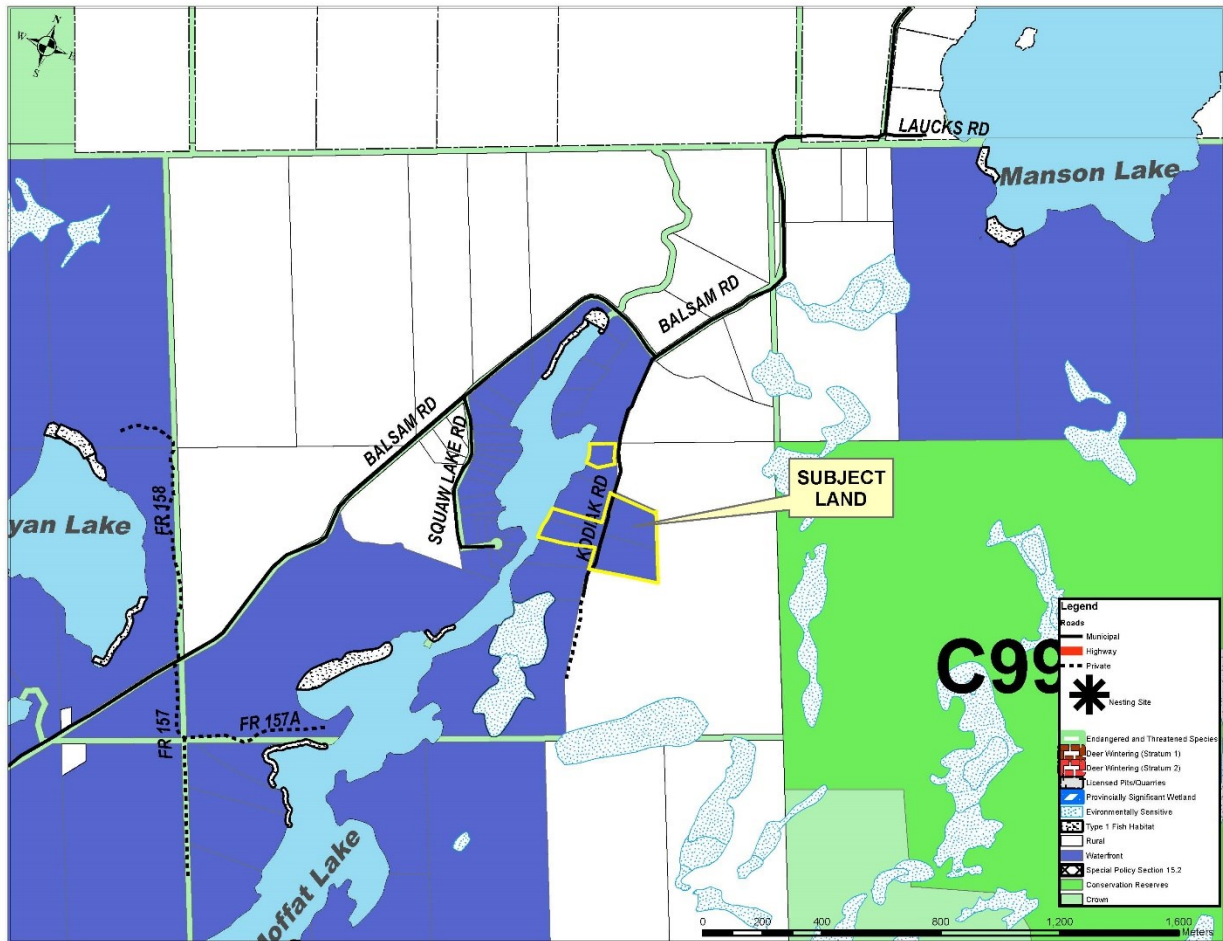 N
W
E
S
LAUCKS RD
Manson Lake
BALSAM RD
BALSAM RD
SQUAW LAKE RD
KODIAK RD
SUBJECT
LAND
yan Lake
FR 158
FR 157
FR 157A
Moffat Lake
C99
Legend
Roads
Municipal
Highway
Private
Nesting Site
Endangered and Threatened Species
Deer Wintering (Stratum 1)
Deer Wintering (Stratum 2)
Licensed Pits/Quarries
Provincially Significant Wetland
Evironmentally Sensitive
Type 1 Fish Habitat
Rural
Waterfront
Special Policy Section 15.2
Conservation Reserves
Crown
0 200 400 800 1,200 1,600
Meters